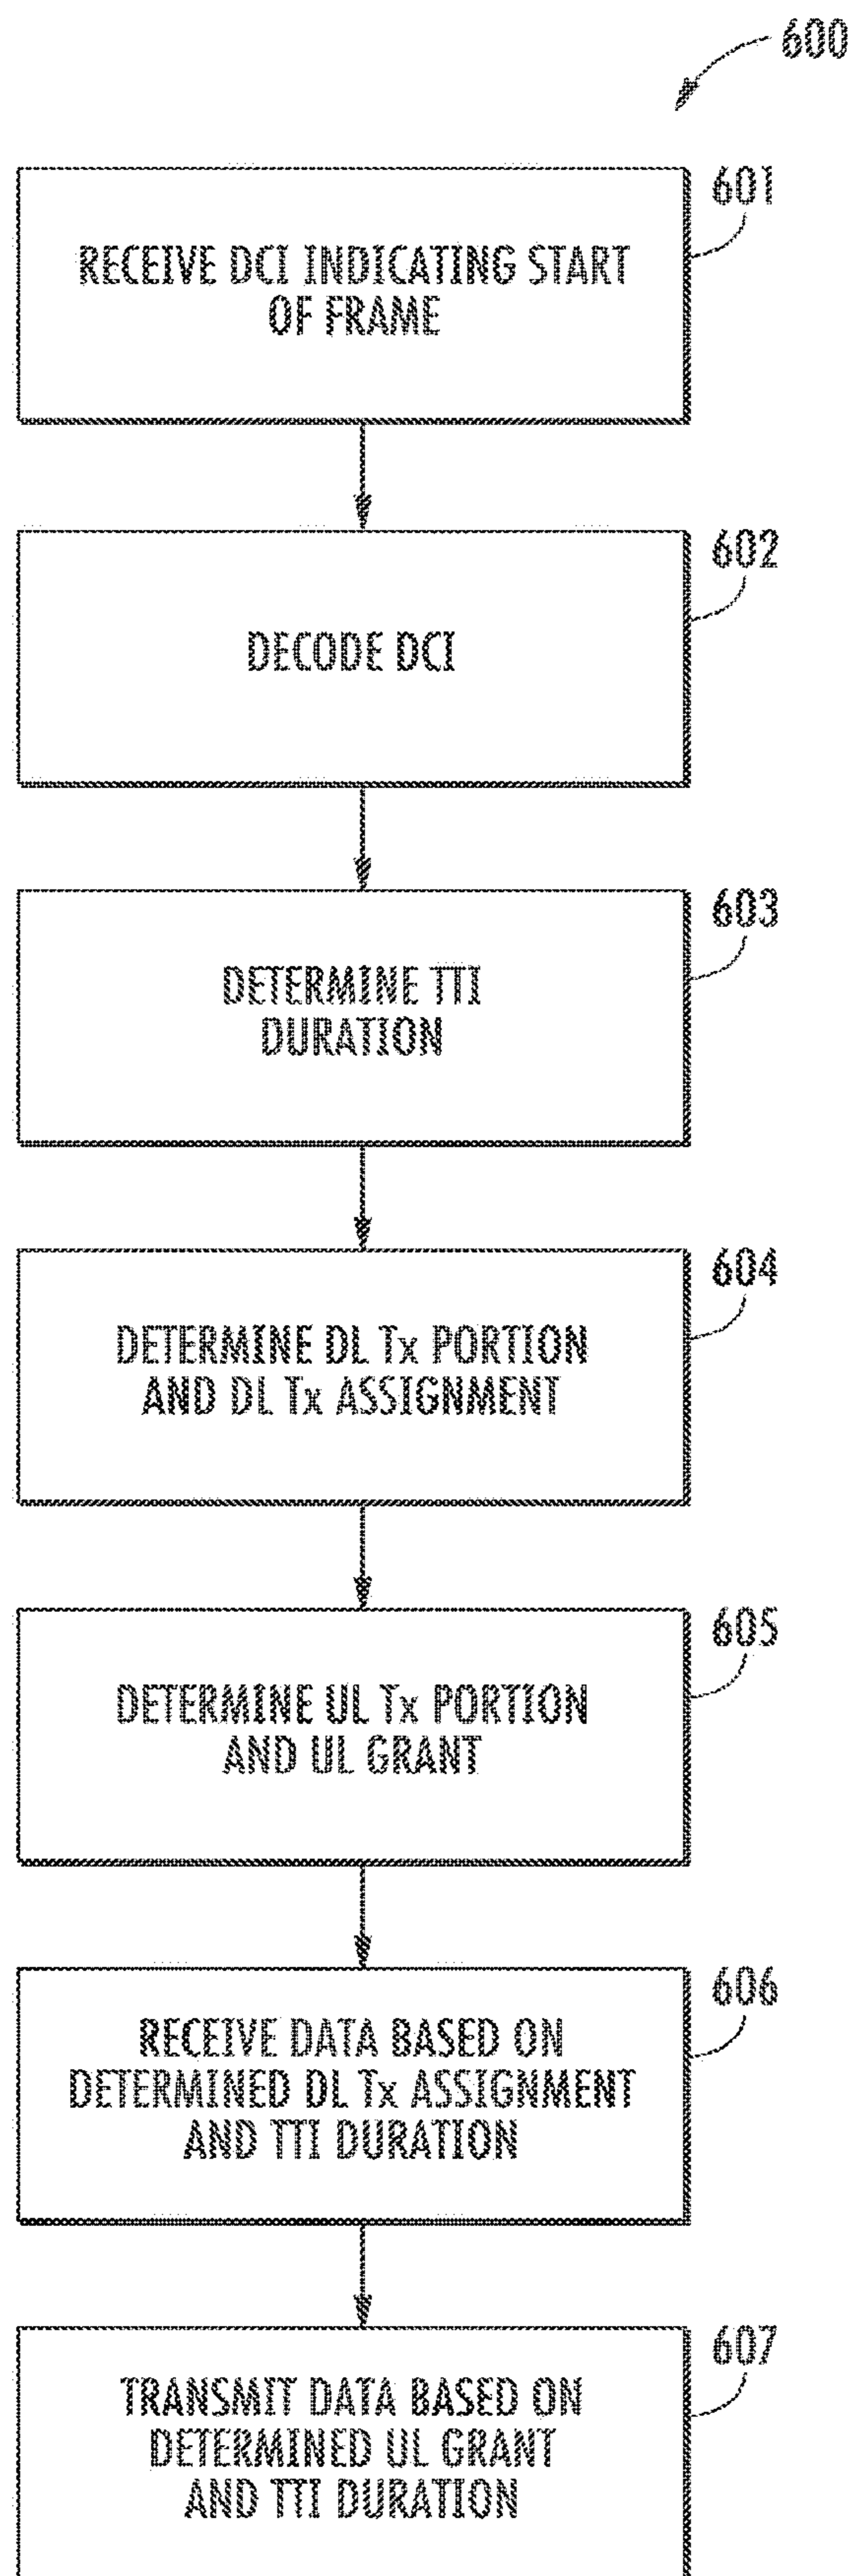 600
601
RECEIVE DCI INDICATING START
OF FRAME
602
DECODE DCI
603
DETERMINE TTI
DURATION
604
DETERMINE DL Tx PORTION
AND DL Tx ASSIGNMENT
605
DETERMINE UL Tx PORTION
AND UL GRANT
606
RECEIVE DATA BASED ON
DETERMINED DL Tx ASSIGNMENT
AND TTI DURATION
607
TRANSMIT DATA BASED ON
DETERMINED UL GRANT
AND TTI DURATION